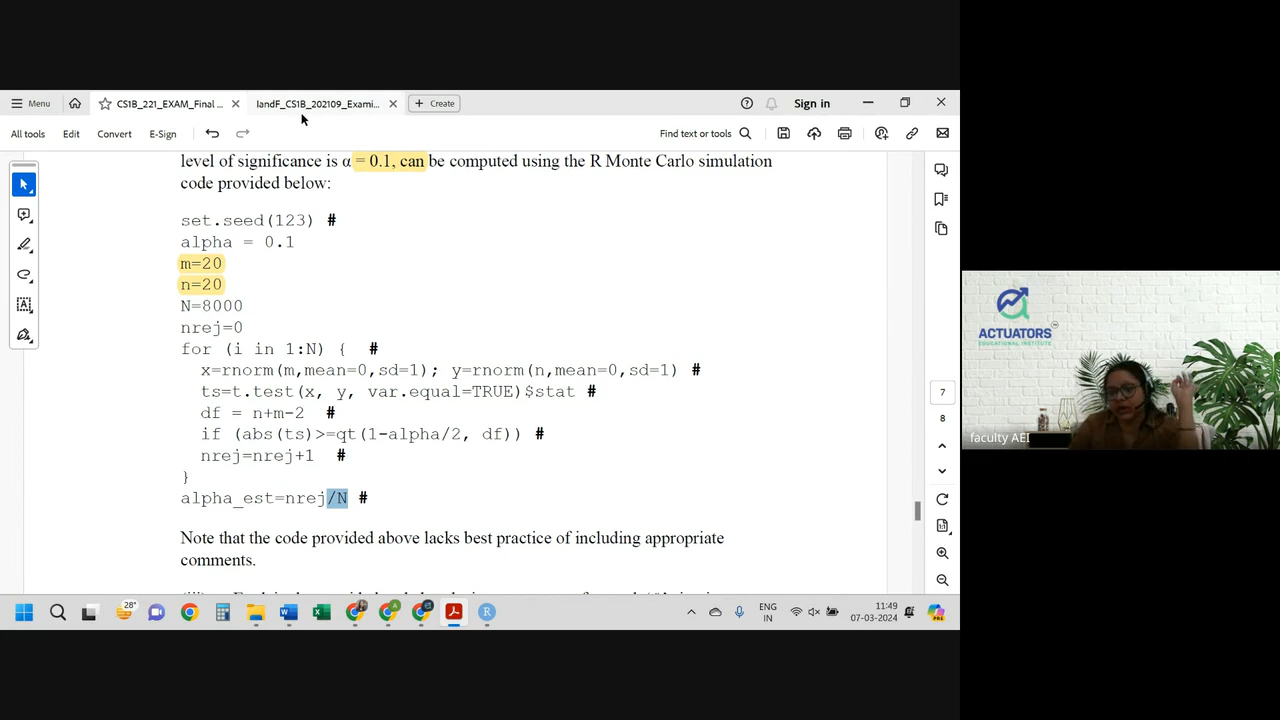 Menu
CS1B_221_EXAM_Final ...
IandF_CS1B_202109_Exami...
Create
Sign in
All tools
Edit
Convert
E-Sign
Find text or tools
level of significance is α = 0.1, can be computed using the R Monte Carlo simulation
code provided below:
set.seed(123) #
alpha = 0.1
m=20
n=20
N=8000
nrej=0
for (i in 1:N) { #
x=rnorm(m,mean=0,sd=1); y=rnorm(n,mean=0,sd=1) #
ts=t.test(x, y, var.equal=TRUE)$stat #
df = n+m-2 #
if (abs(ts)>=qt(1-alpha/2, df)) #
nrej=nrej+1 #
}
alpha_est=nrej/N #
Note that the code provided above lacks best practice of including appropriate
comments.
7
8
ACTUATORS
EDUCATIONAL INSTITUTE
faculty AEI
28°
ENG
IN
11:49
07-03-2024